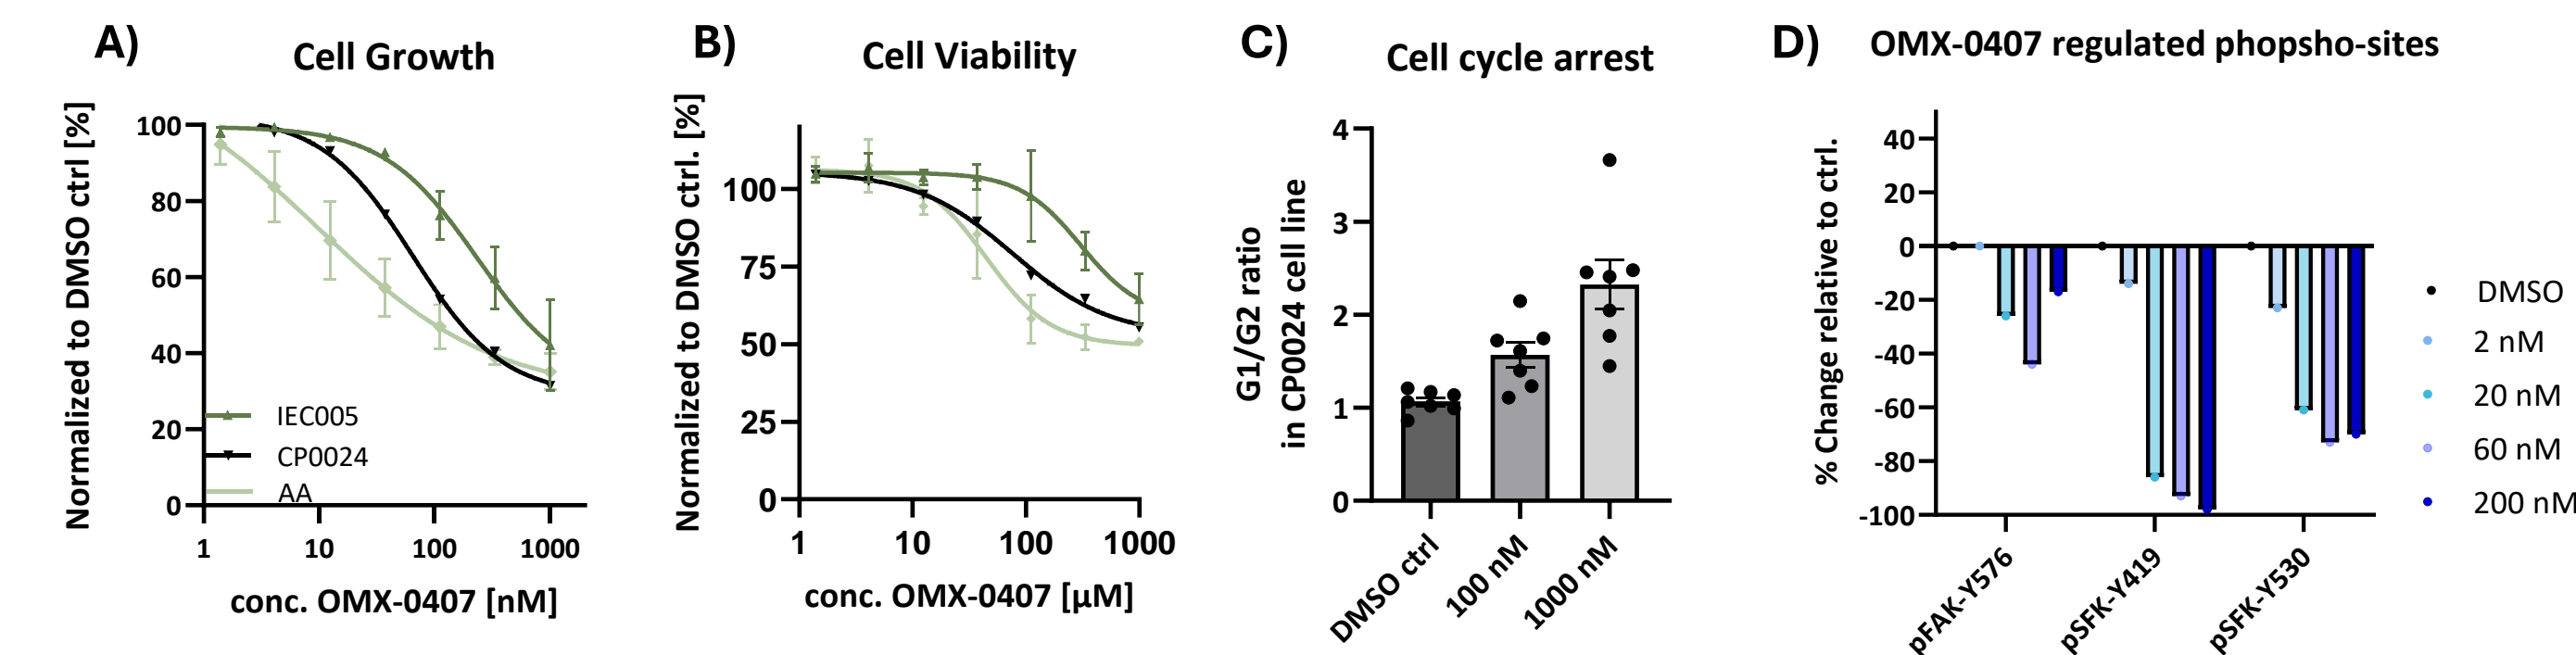 A)
Cell Growth
Normalized to DMSO ctrl [%]
100
80
60
40
20
0
IEC005
CP0024
AA
1
10
100
1000
conc. OMX-0407 [nM]
B)
Cell Viability
Normalized to DMSO ctrl. [%]
100
75
50
25
0
1
10
100
1000
conc. OMX-0407 [µM]
C)
Cell cycle arrest
G1/G2 ratio
in CP0024 cell line
4
3
2
1
0
DMSO ctrl
100 nM
1000 nM
D)
OMX-0407 regulated phopsho-sites
% Change relative to ctrl.
40
20
0
-20
-40
-60
-80
-100
pFAK-Y576
pSFK-Y419
pSFK-Y530
DMSO
2 nM
20 nM
60 nM
200 nM